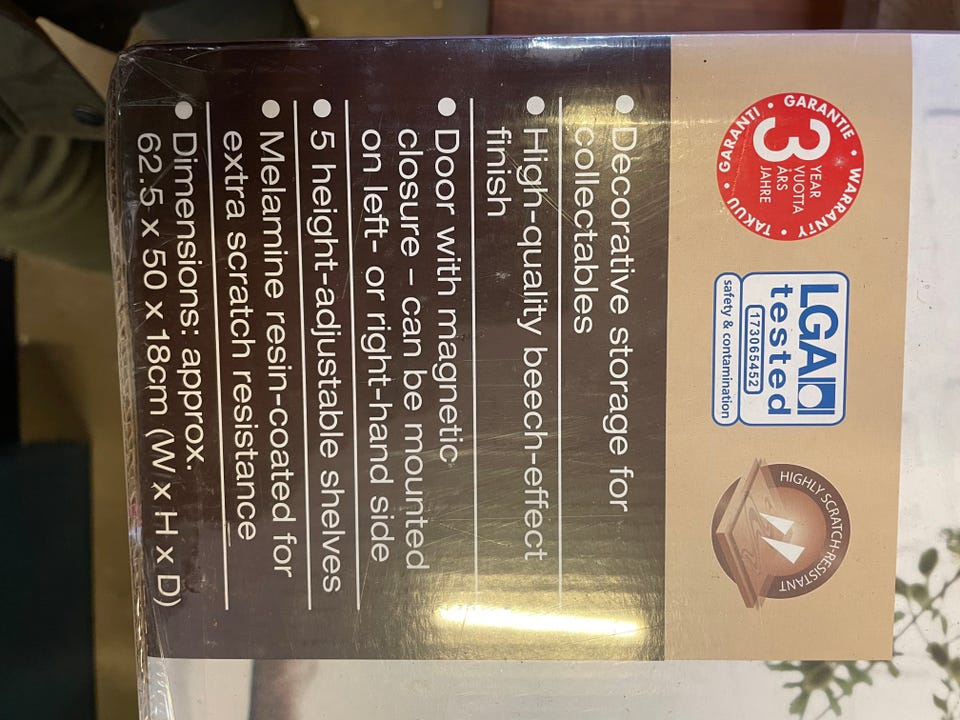 GARANTIE • WARRANTY • TAKUU • GARANTI •
3
YEAR
VUOTTA
ÅRS
JAHRE
LGA
tested
173065452
safety & contamination
HIGHLY SCRATCH-RESISTANT
• Decorative storage for
collectables
• High-quality beech-effect
finish
• Door with magnetic
closure – can be mounted
on left- or right-hand side
• 5 height-adjustable shelves
• Melamine resin-coated for
extra scratch resistance
• Dimensions: approx.
62.5 x 50 x 18cm (W x H x D)